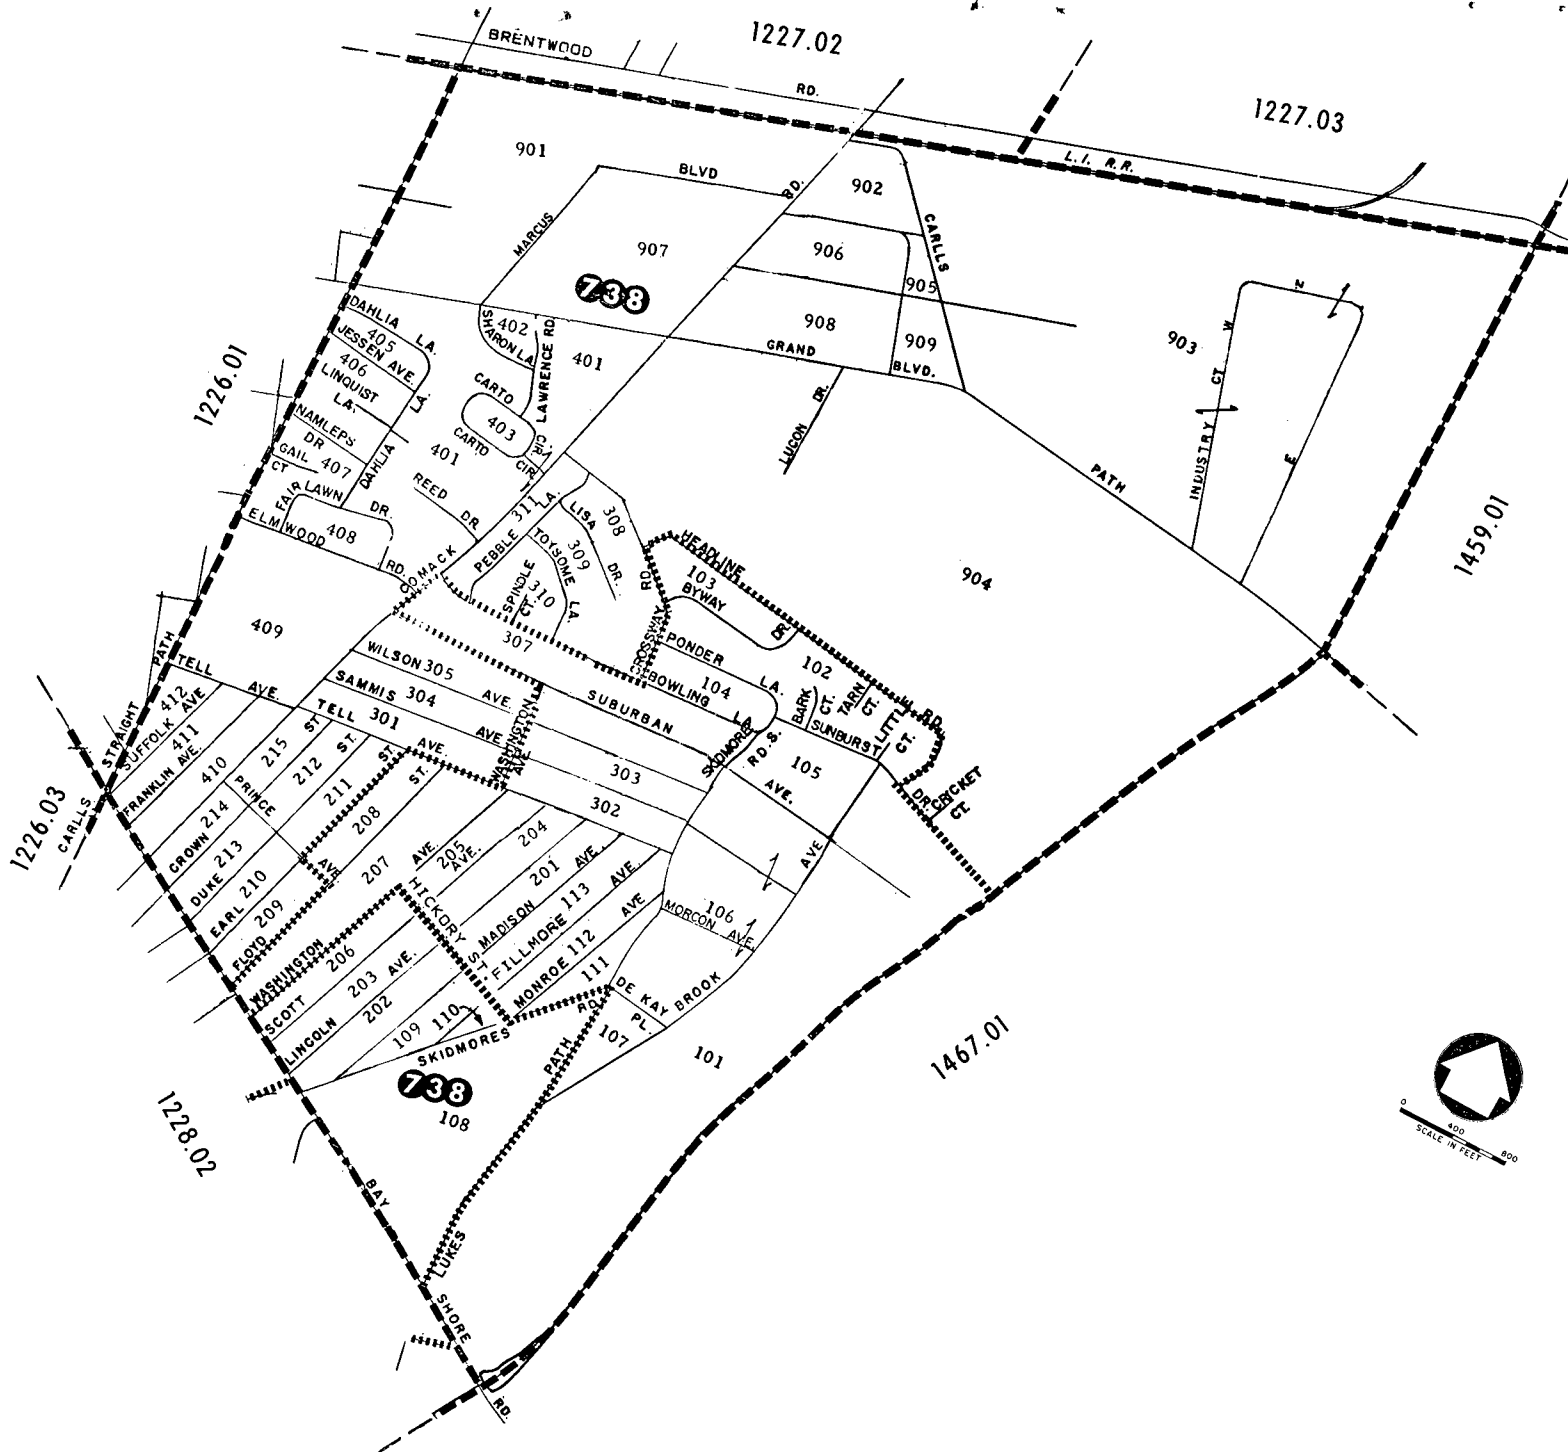 1227.02
BRENTWOOD
RD.
1227.03
L.I. R.R.
901
BLVD
RD.
902
MARCUS
907
906
CARLLS
905
738
908
909
903
GRAND
BLVD.
W
N
E
INDUSTRY CT
DAHLIA LA.
405
JESSEN AVE.
406
LINQUIST
LA.
NAMLEPS
DR
GAIL
CT
407
DAHLIA
LA.
402
SHARON LA.
LAWRENCE RD.
401
CARTO
403
CARTO
CIR.
CIR.
401
REED
DR
FAIR LAWN
DR.
408
ELMWOOD
RD.
1226.01
LUCON DR.
PATH
1459.01
311
PEBBLE LA.
LISA
DR.
308
309
TOYSOME
LA.
SPINDLE
CT.
310
307
HEADLINE
RD.
103
BYWAY
DR.
CROSSWAY
RD
PONDER
LA.
102
904
409
COMACK
WILSON 305
AVE.
SAMMIS 304
AVE.
TELL 301
AVE.
TELL
AVE.
WASHINGTON
AVE.
SUBURBAN
AVE.
BOWLING
LA.
104
BARK
CT.
TARN
CT.
LITTLE
CT.
SUNBURST
DR.
CRICKET
CT.
SKIDMORE
RD. S.
105
303
302
STRAIGHT
PATH
412
SUFFOLK AVE
411
FRANKLIN AVE.
410
215
ST.
212
ST.
211
ST.
208
ST.
PRINCE
AVE
214
CROWN
213
DUKE
210
EARL
209
FLOYD
207
AVE.
205
AVE.
204
201
AVE.
MADISON
113
AVE.
FILLMORE
112
AVE
MONROE
111
HICKORY ST.
WASHINGTON
206
SCOTT
203
AVE.
LINCOLN
202
109
110
SKIDMORES
RD.
1226.03
CARLLS
AVE
106
MORCON AVE.
BROOK
DE KAY
PL.
107
101
PATH
738
108
1467.01
1228.02
BAY
LUKES
SHORE
RD.
0
400
800
SCALE IN FEET